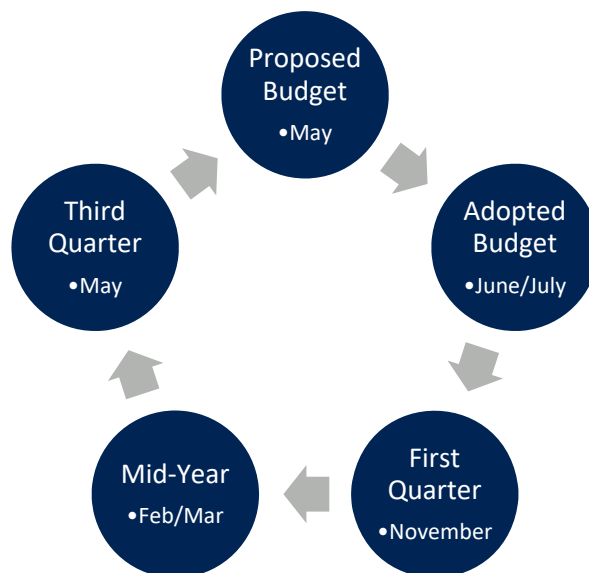 Proposed
Budget
•May
Adopted
Budget
•June/July
First
Quarter
•November
Mid-Year
•Feb/Mar
Third
Quarter
•May